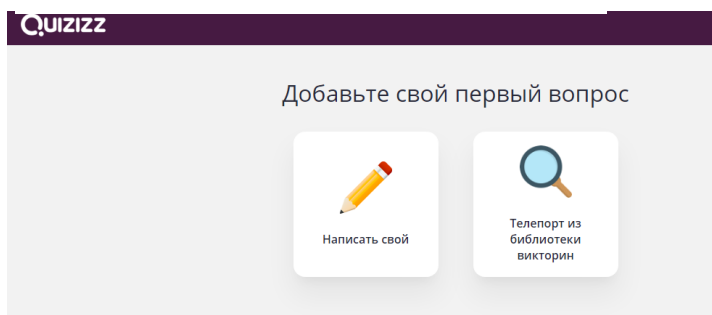 QUIZIZZ
Добавьте свой первый вопрос
Написать свой
Телепорт из
библиотеки
викторин